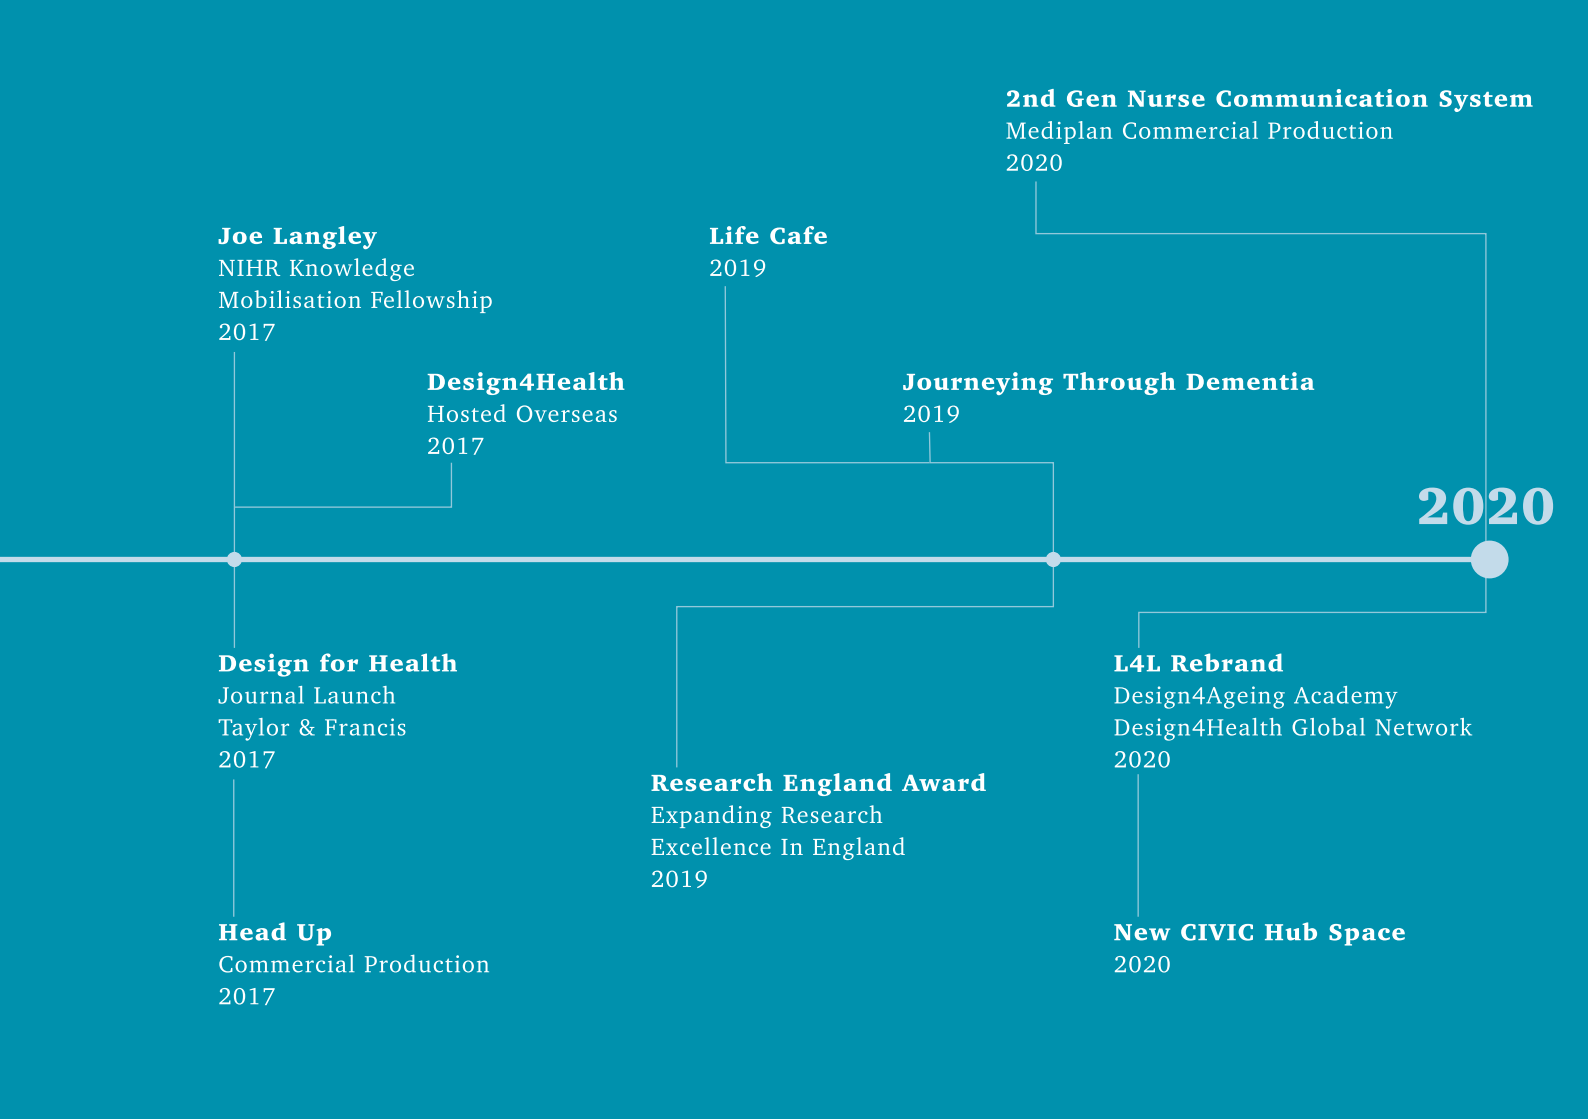 2nd Gen Nurse Communication System
Mediplan Commercial Production
2020
Joe Langley
NIHR Knowledge
Mobilisation Fellowship
2017
Life Cafe
2019
Design4Health
Hosted Overseas
2017
Journeying Through Dementia
2019
2020
Design for Health
Journal Launch
Taylor & Francis
2017
L4L Rebrand
Design4Ageing Academy
Design4Health Global Network
2020
Research England Award
Expanding Research
Excellence In England
2019
Head Up
Commercial Production
2017
New CIVIC Hub Space
2020